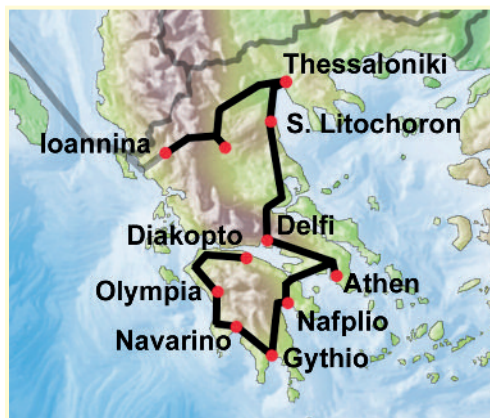 Thessaloniki
S. Litochoron
Ioannina
Delfi
Diakopto
Athen
Olympia
Nafplio
Navarino
Gythio